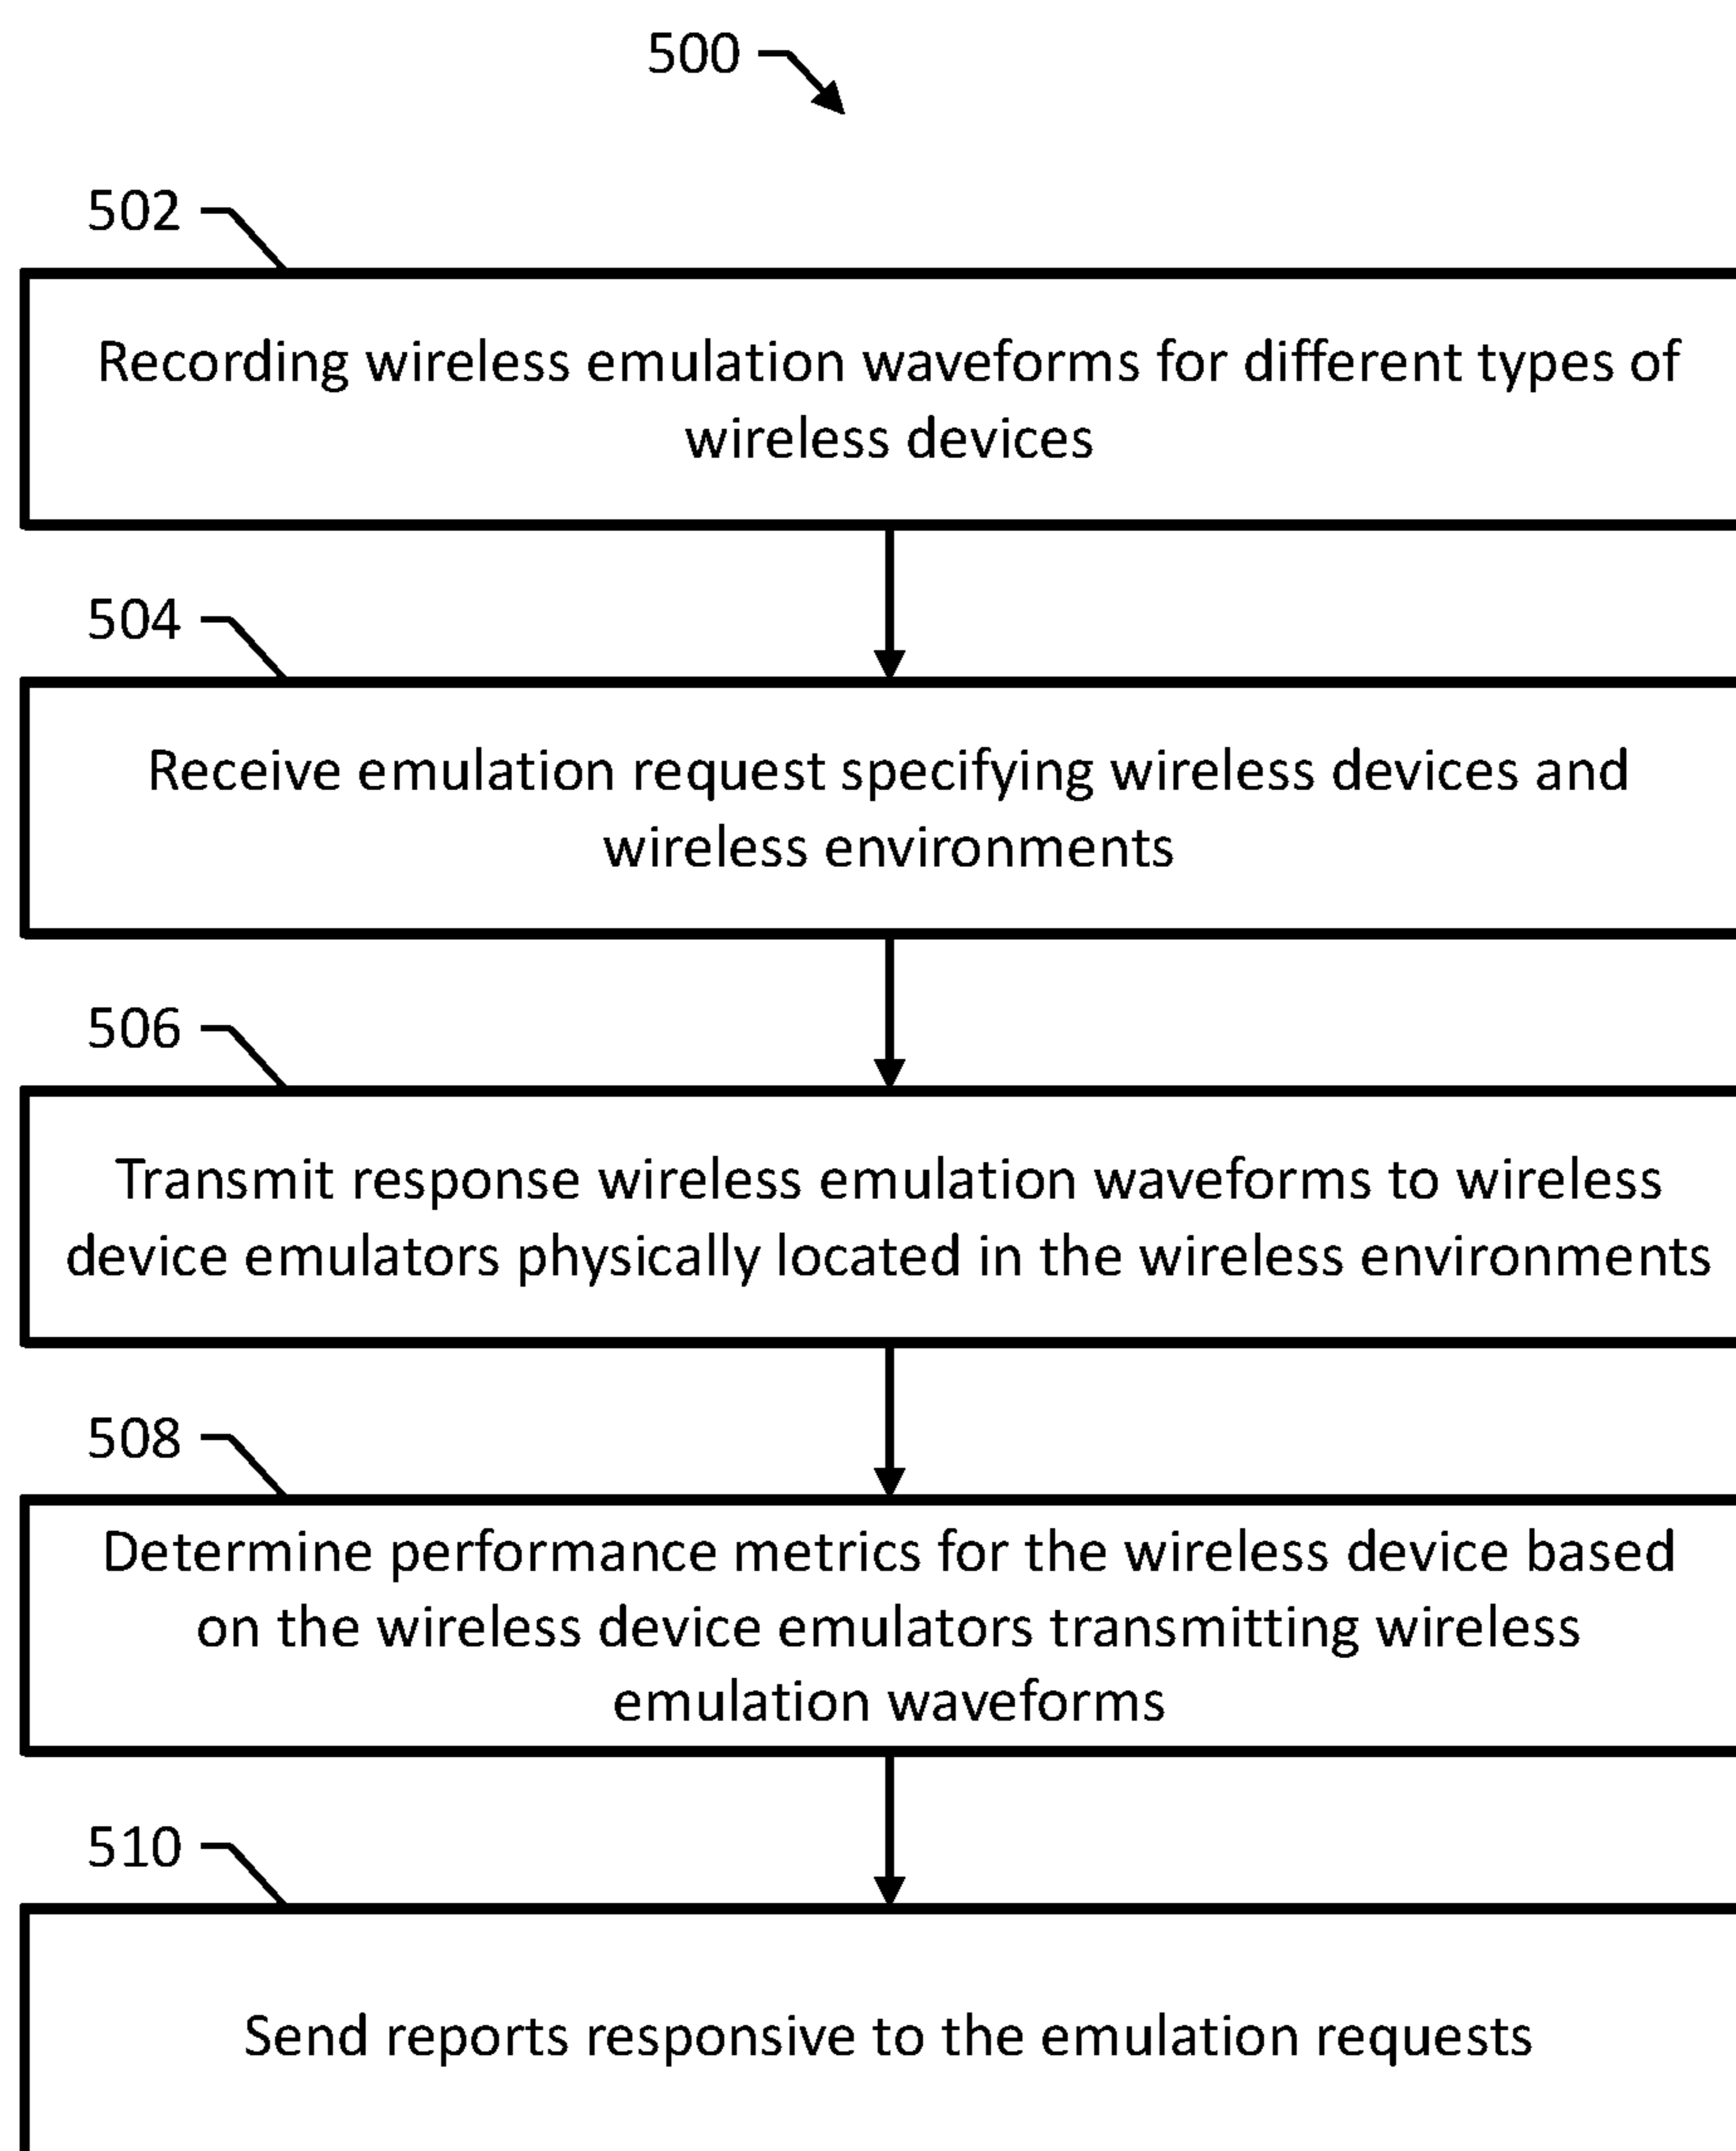 500
502
Recording wireless emulation waveforms for different types of
wireless devices
504
Receive emulation request specifying wireless devices and
wireless environments
506
Transmit response wireless emulation waveforms to wireless
device emulators physically located in the wireless environments
508
Determine performance metrics for the wireless device based
on the wireless device emulators transmitting wireless
emulation waveforms
510
Send reports responsive to the emulation requests